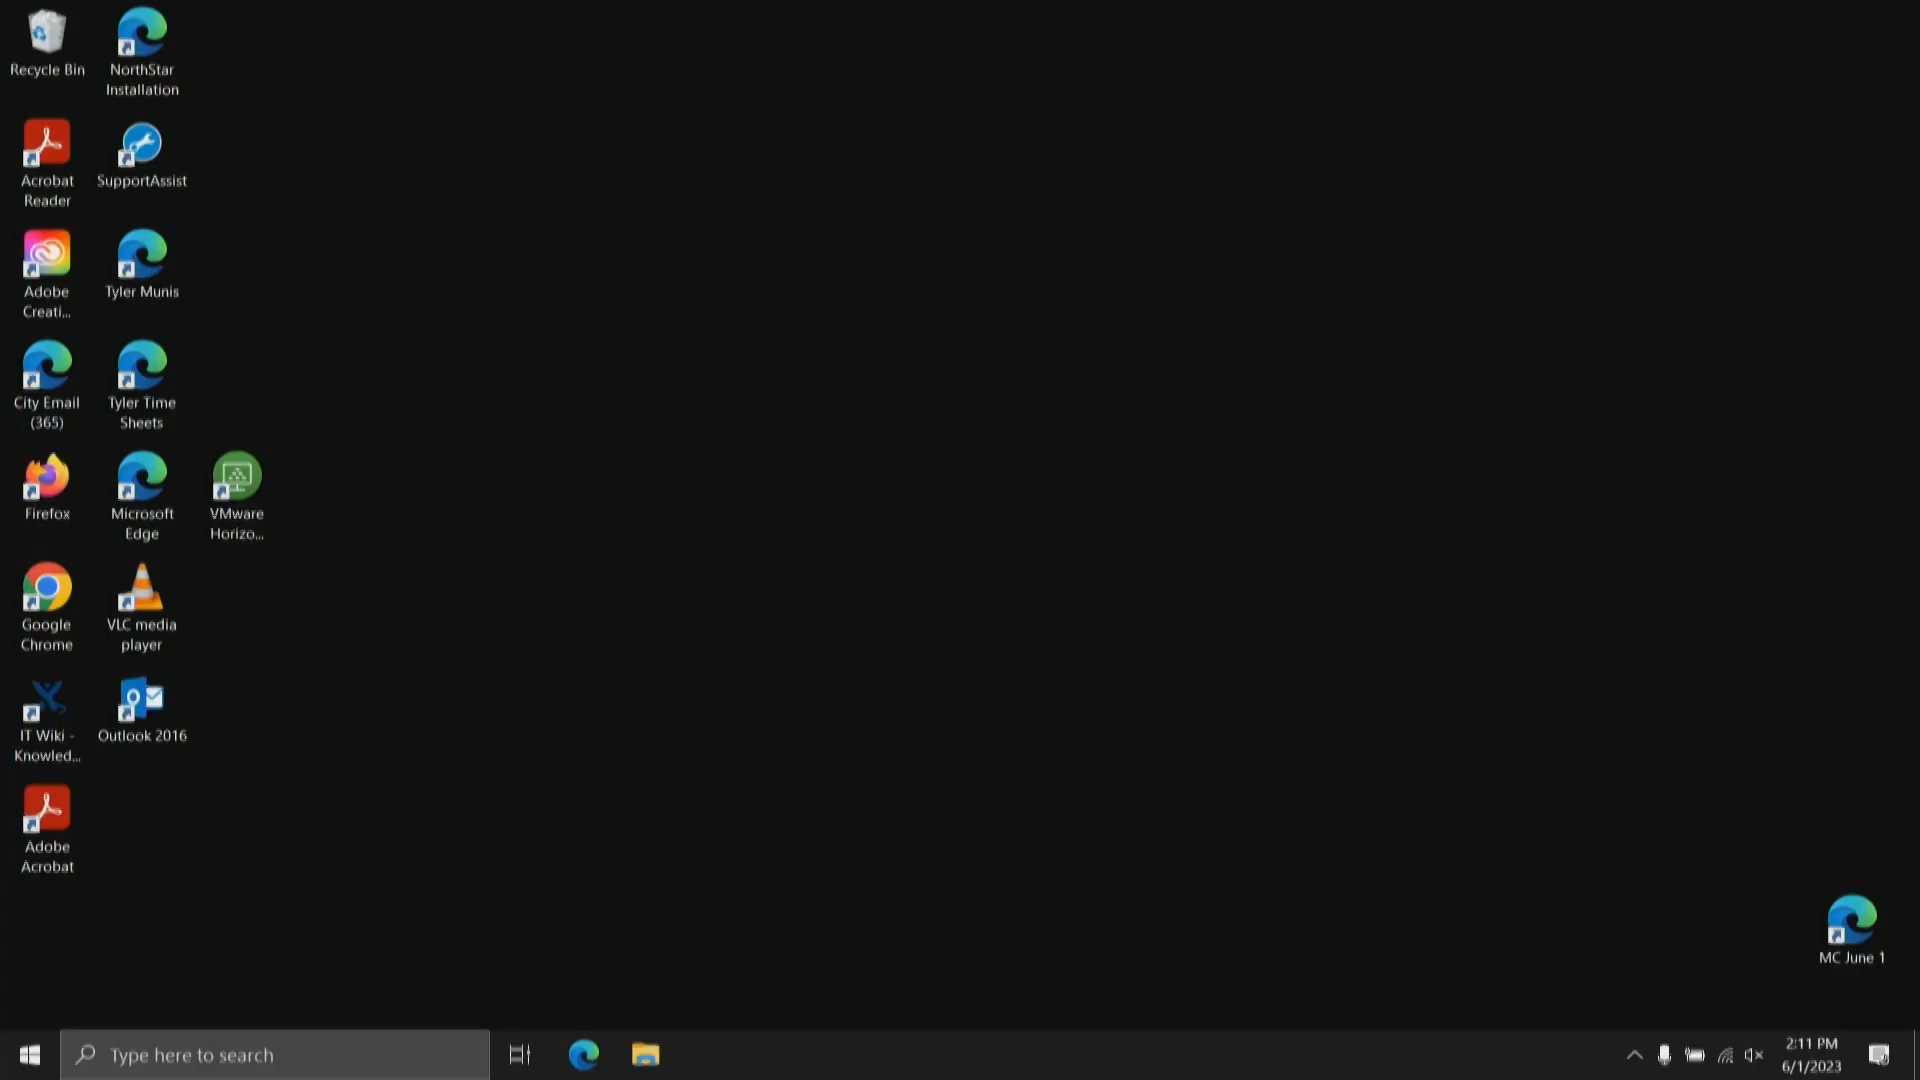 Recycle Bin
NorthStar
Installation
Acrobat
Reader
SupportAssist
Adobe
Creati...
Tyler Munis
City Email
(365)
Tyler Time
Sheets
Firefox
Microsoft
Edge
VMware
Horizo...
Google
Chrome
VLC media
player
IT Wiki -
Knowled...
Outlook 2016
Adobe
Acrobat
MC June 1
Type here to search
2:11 PM
6/1/2023